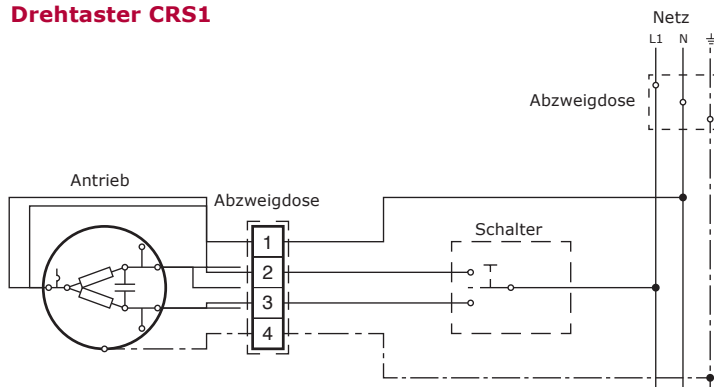 Drehtaster CRS1
Netz
L1 N
Abzweigdose
Antrieb
Abzweigdose
Schalter
1
2
3
4